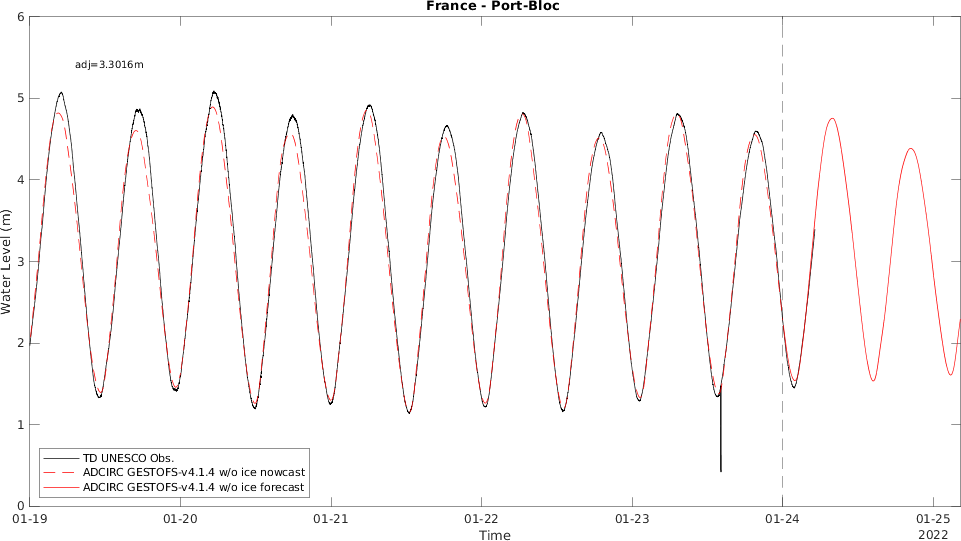 France - Port-Bloc
adj=3.3016m
6
5
4
3
2
1
0
Water Level (m)
TD UNESCO Obs.
ADCIRC GESTOFS-v4.1.4 w/o ice nowcast
ADCIRC GESTOFS-v4.1.4 w/o ice forecast
01-19 01-20 01-21 01-22 01-23 01-24 01-25
2022
Time